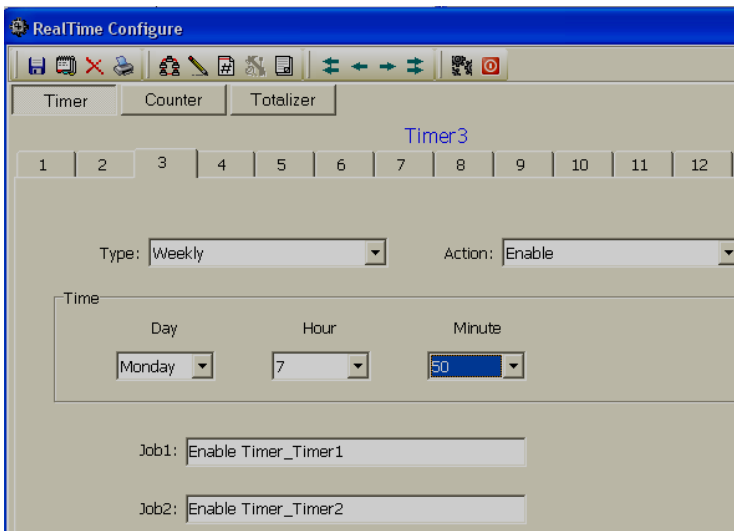 RealTime Configure
Timer Counter Totalizer
Timer3
1 2 3 4 5 6 7 8 9 10 11 12
Type: Weekly Action: Enable
Time
Day Hour Minute
Monday 7 50
Job1: Enable Timer_Timer1
Job2: Enable Timer_Timer2